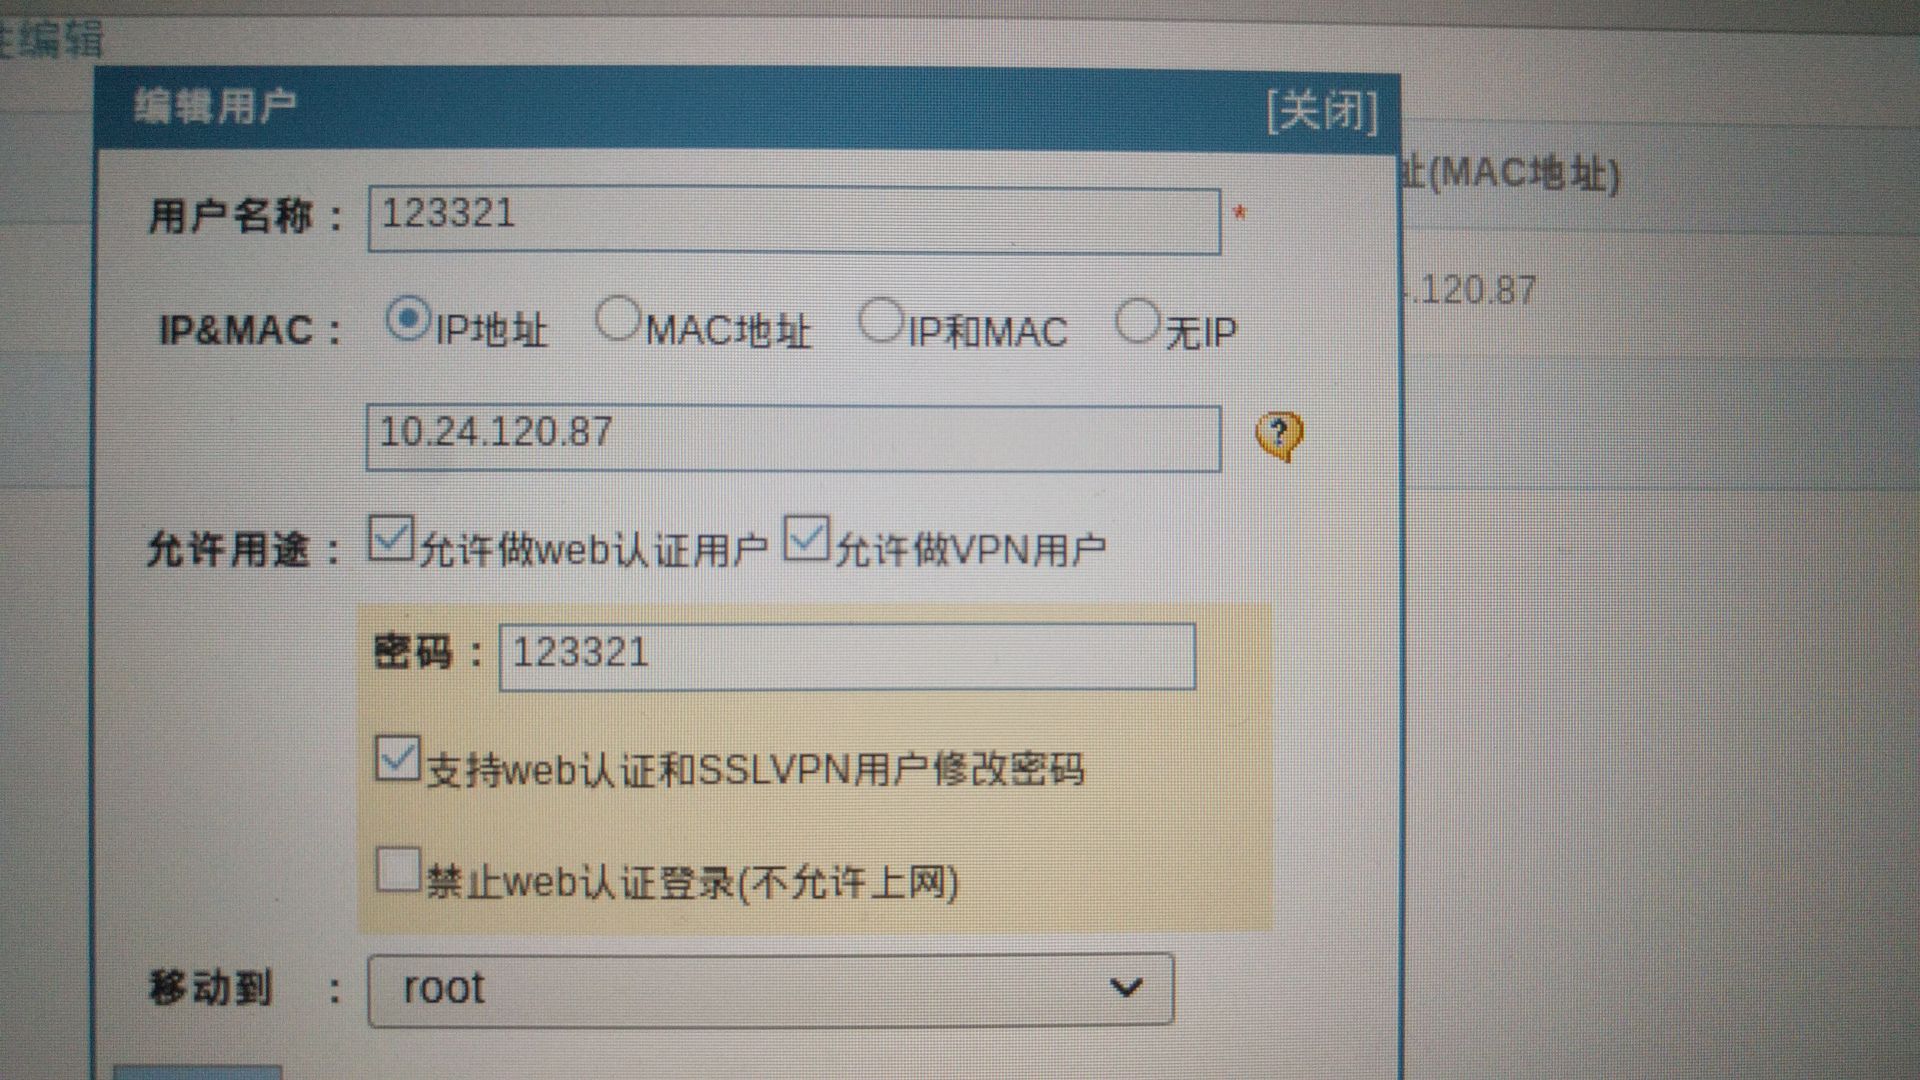 编辑
编辑用户 [关闭]
址(MAC地址)
用户名称： 123321 *
.120.87
IP&MAC： IP地址 MAC地址 IP和MAC 无IP
10.24.120.87 ?
允许用途： 允许做web认证用户 允许做VPN用户
密码： 123321
支持web认证和SSLVPN用户修改密码
禁止web认证登录(不允许上网)
移动到 ： root